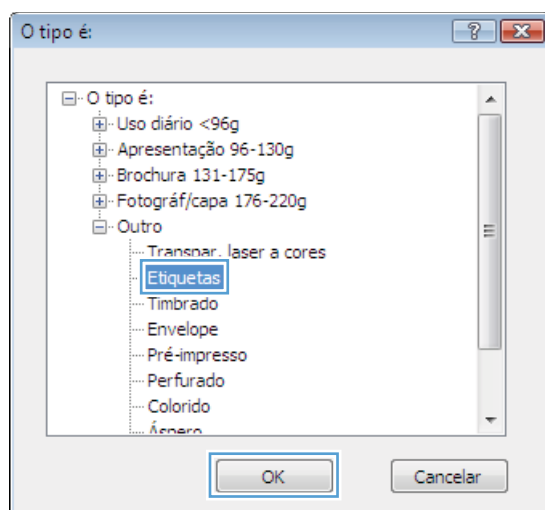 O tipo é:
O tipo é:
Uso diário <96g
Apresentação 96-130g
Brochura 131-175g
Fotográf/capa 176-220g
Outro
Transpar. laser a cores
Etiquetas
Timbrado
Envelope
Pré-impresso
Perfurado
Colorido
Áspero
OK Cancelar